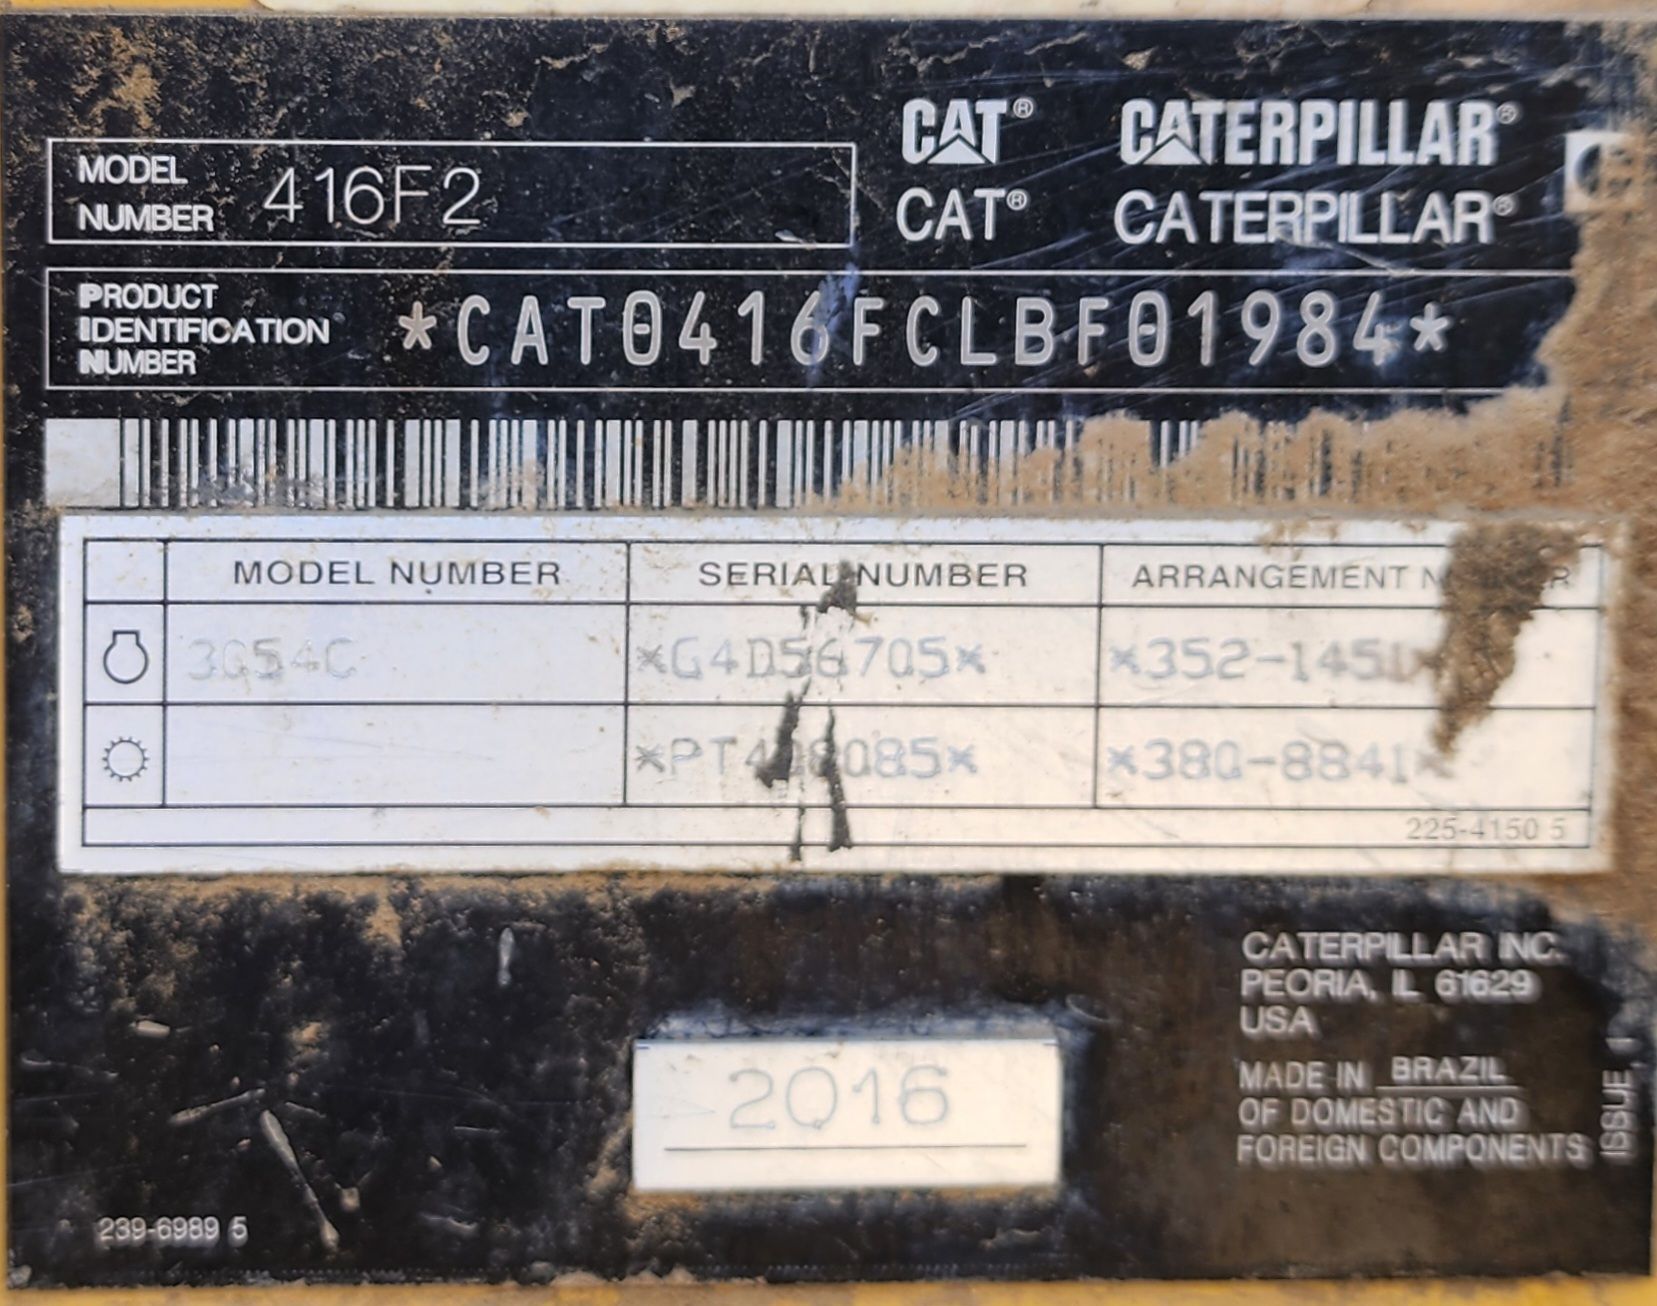 CAT® CATERPILLAR®
MODEL NUMBER 416F2
CAT® CATERPILLAR®
PRODUCT IDENTIFICATION NUMBER *CAT0416FCLBF01984*
MODEL NUMBER SERIAL NUMBER ARRANGEMENT
3054C *G4D56705*
*380-8841*
225-4150 5
CATERPILLAR INC.
PEORIA, IL 61629
USA
2016
MADE IN BRAZIL
OF DOMESTIC AND
FOREIGN COMPONENTS
ISSUE 1
239-6989 5